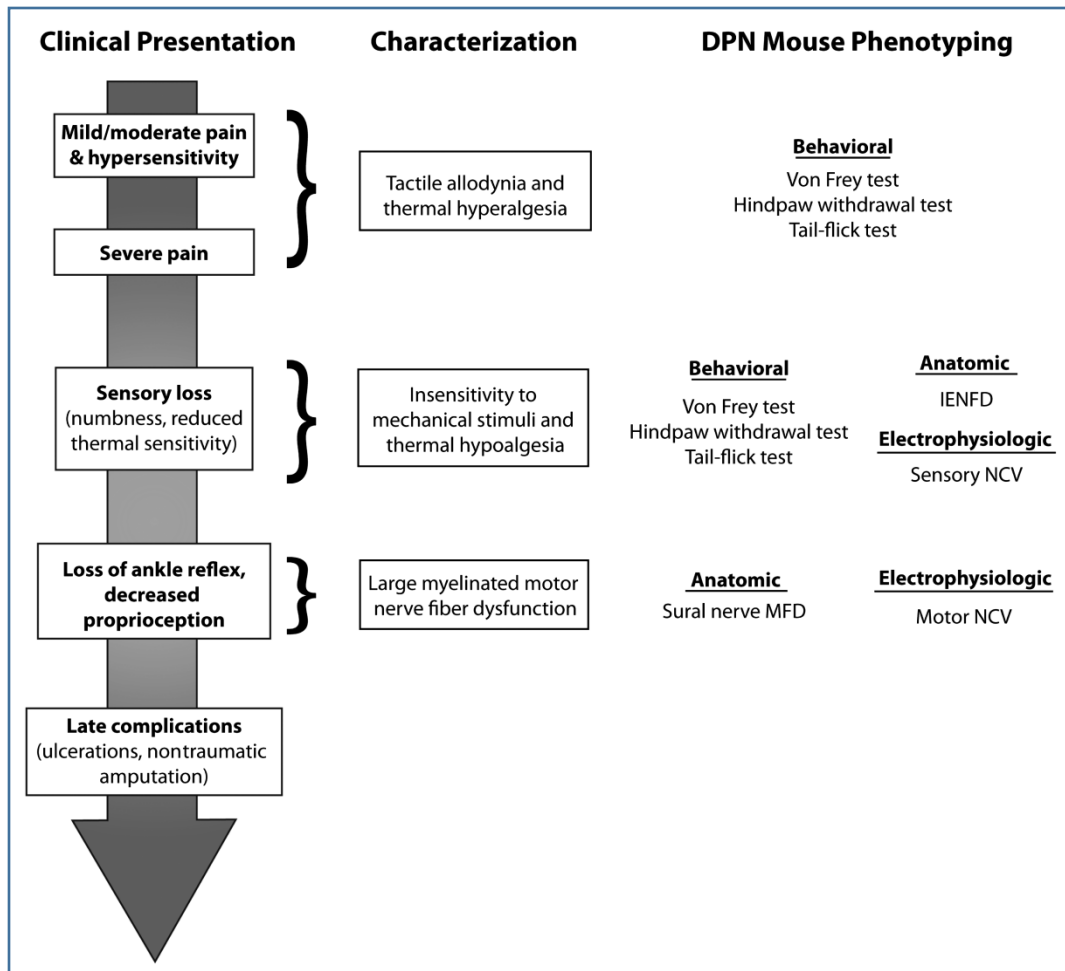 Clinical Presentation
Characterization
DPN Mouse Phenotyping
Mild/moderate pain
& hypersensitivity
Severe pain
Tactile allodynia and
thermal hyperalgesia
Behavioral
Von Frey test
Hindpaw withdrawal test
Tail-flick test
Sensory loss
(numbness, reduced
thermal sensitivity)
Insensitivity to
mechanical stimuli and
thermal hypoalgesia
Behavioral
Von Frey test
Hindpaw withdrawal test
Tail-flick test
Anatomic
IENFD
Electrophysiologic
Sensory NCV
Loss of ankle reflex,
decreased
proprioception
Large myelinated motor
nerve fiber dysfunction
Anatomic
Sural nerve MFD
Electrophysiologic
Motor NCV
Late complications
(ulcerations, nontraumatic
amputation)